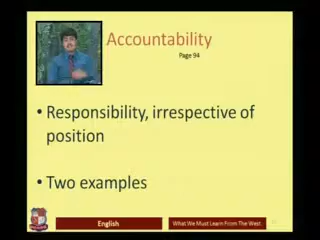 Accountability
Page 94
• Responsibility, irrespective of
position
• Two examples
English
What We Must Learn From The West